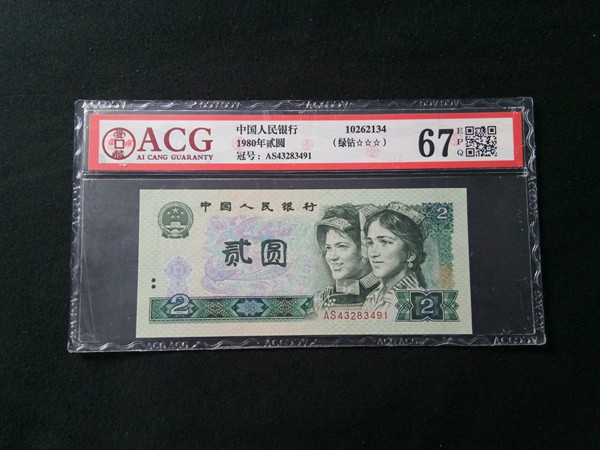 ACG
AI CANG GUARANTY
中国人民银行
1980年贰圆
冠号：AS43283491
10262134
（绿钻☆☆☆）
67
EPQ
中国人民银行
贰圆
2
2
2
AS43283491